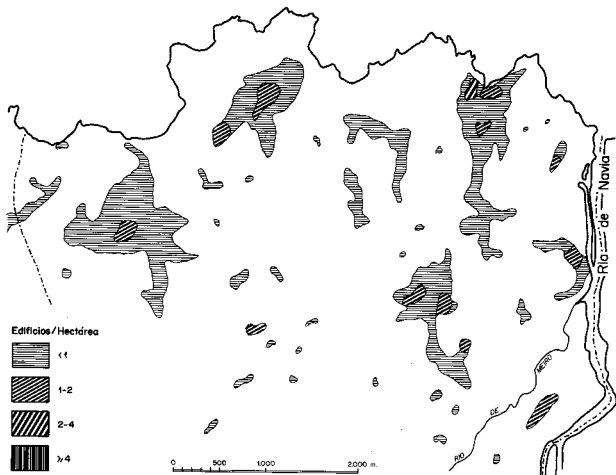 Ría de Navia
Edificios/Hectárea
<1
1-2
2-4
≥4
RIO DE MEIRO
0 500 1.000 2.000 m.